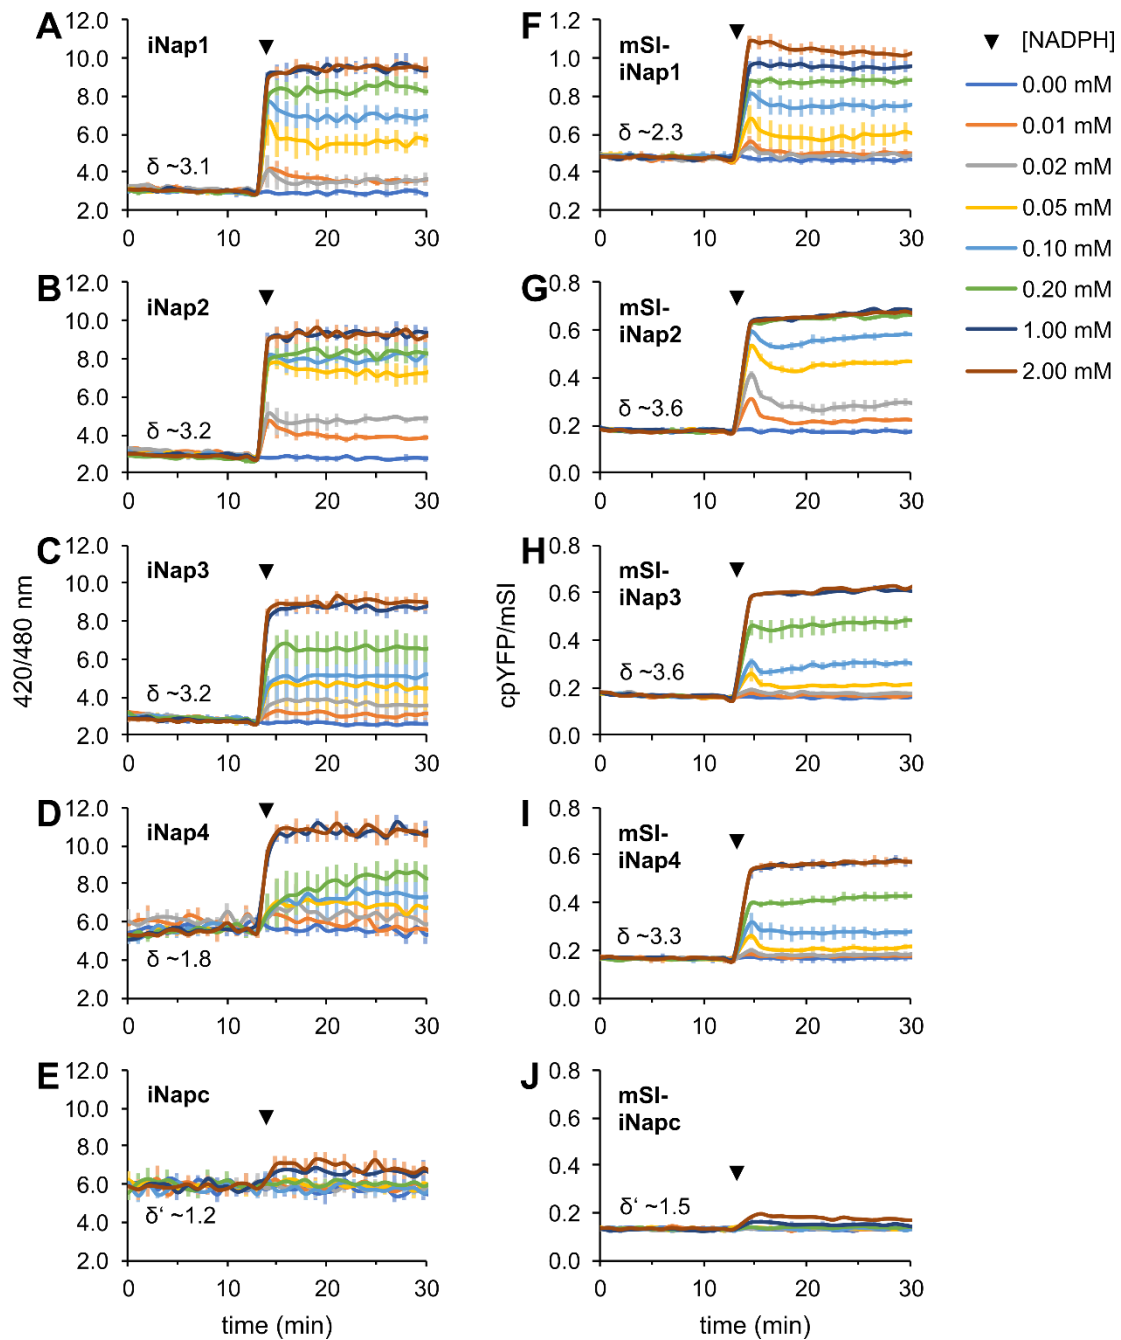 A
iNap1
12.0
10.0
8.0
6.0
4.0
2.0
δ ~3.1
0
10
20
30
F
mSI-
iNap1
1.2
1.0
0.8
0.6
0.4
0.2
δ ~2.3
0
10
20
30
▼ [NADPH]
0.00 mM
0.01 mM
0.02 mM
0.05 mM
0.10 mM
0.20 mM
1.00 mM
2.00 mM
B
iNap2
12.0
10.0
8.0
6.0
4.0
2.0
δ ~3.2
0
10
20
30
G
mSI-
iNap2
0.8
0.6
0.4
0.2
0.0
δ ~3.6
0
10
20
30
C
iNap3
12.0
10.0
8.0
6.0
4.0
2.0
δ ~3.2
0
10
20
30
H
mSI-
iNap3
0.8
0.6
0.4
0.2
0.0
δ ~3.6
0
10
20
30
420/480 nm
cpYFP/mSI
D
iNap4
12.0
10.0
8.0
6.0
4.0
2.0
δ ~1.8
0
10
20
30
I
mSI-
iNap4
0.8
0.6
0.4
0.2
0.0
δ ~3.3
0
10
20
30
E
iNapc
12.0
10.0
8.0
6.0
4.0
2.0
δ‘ ~1.2
0
10
20
30
time (min)
J
mSI-
iNapc
0.8
0.6
0.4
0.2
0.0
δ‘ ~1.5
0
10
20
30
time (min)